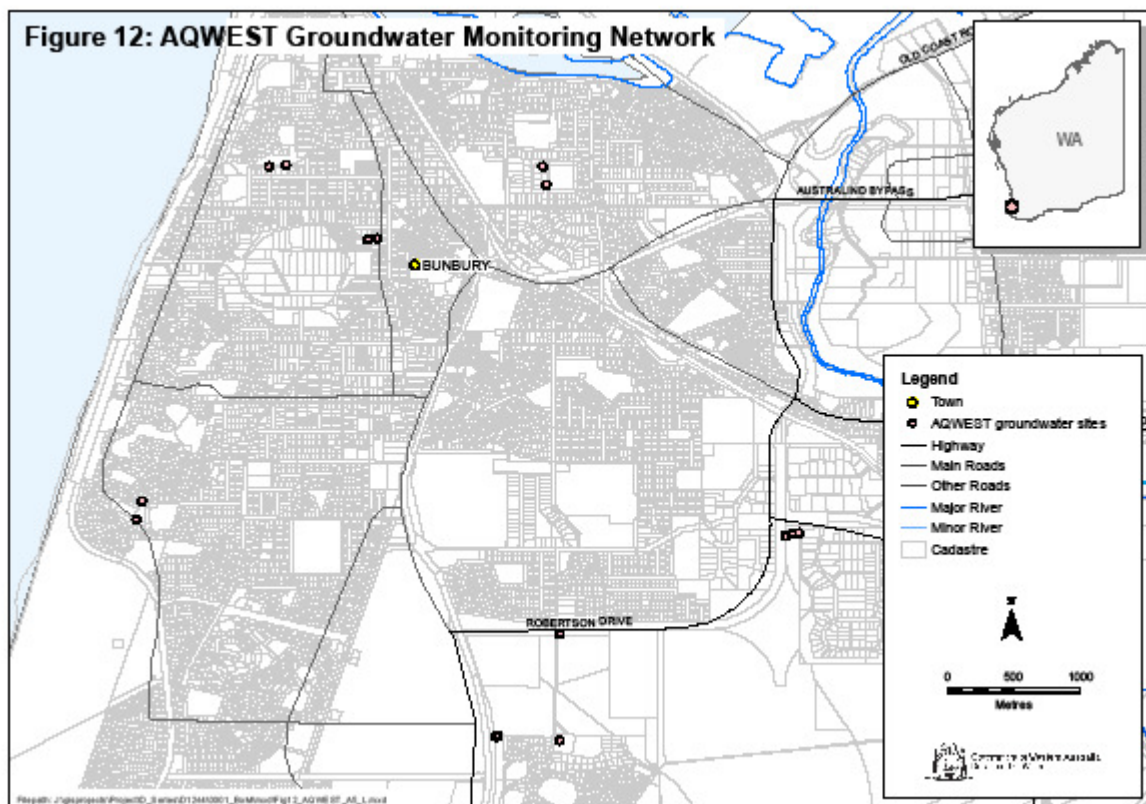 Figure 12: AQWEST Groundwater Monitoring Network
OLD COAST RO
WA
AUSTRALIND BYPASS
BUNBURY
Legend
Town
AQWEST groundwater sites
Highway
Main Roads
Other Roads
Major River
Minor River
Cadastre
ROBERTSON DRIVE
N
0 500 1000
Metres